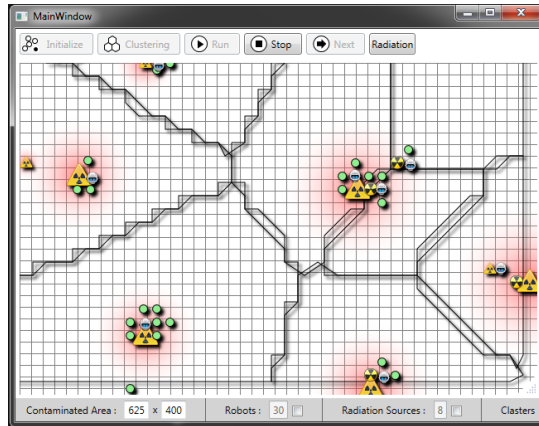 MainWindow
Initialize Clustering Run Stop Next Radiation
Contaminated Area : 625 x 400 Robots : 30 Radiation Sources : 8 Clasters